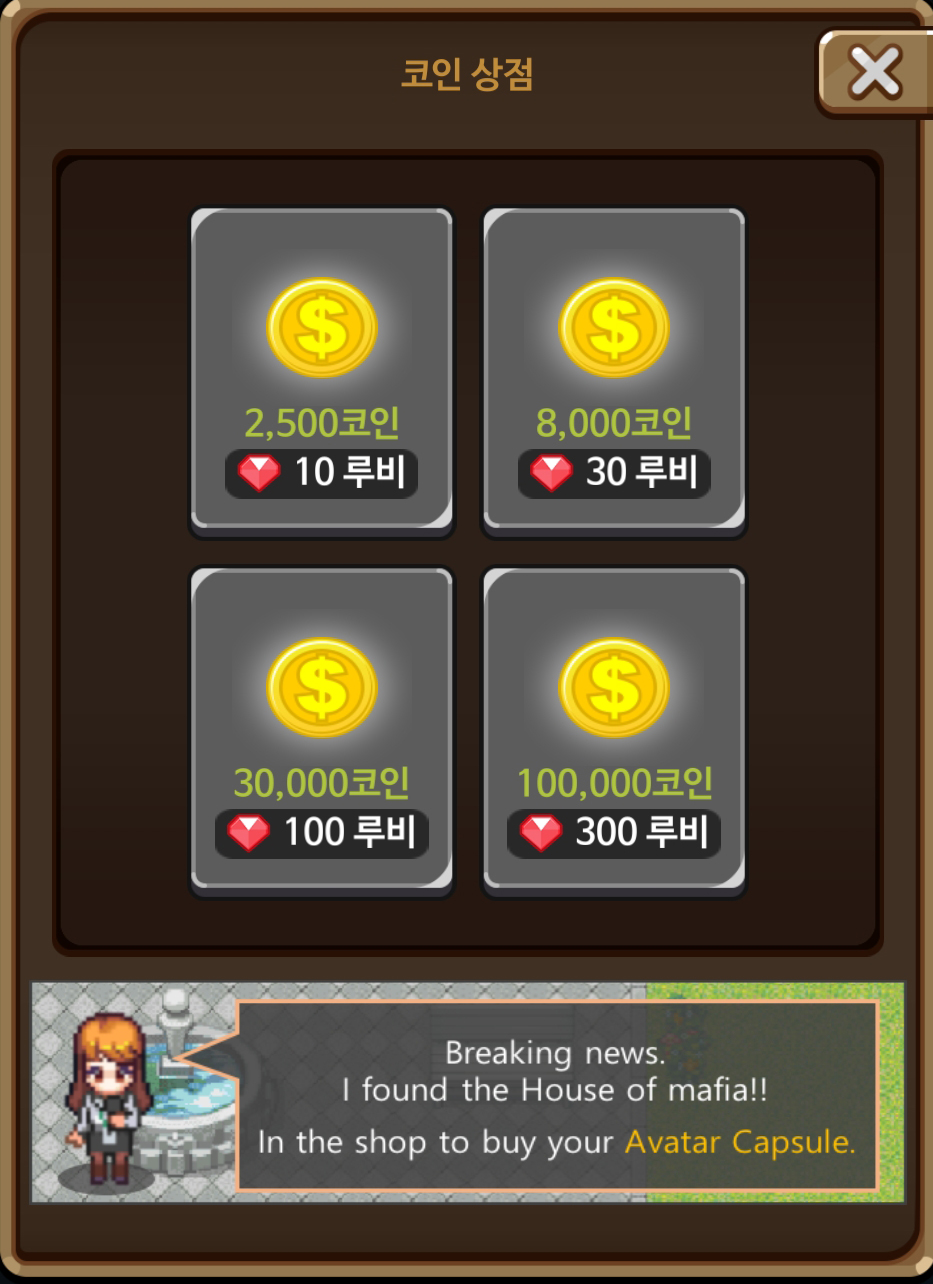 코인 상점
2,500코인
10 루비
8,000코인
30 루비
30,000코인
100 루비
100,000코인
300 루비
Breaking news.
I found the House of mafia!!
In the shop to buy your Avatar Capsule.